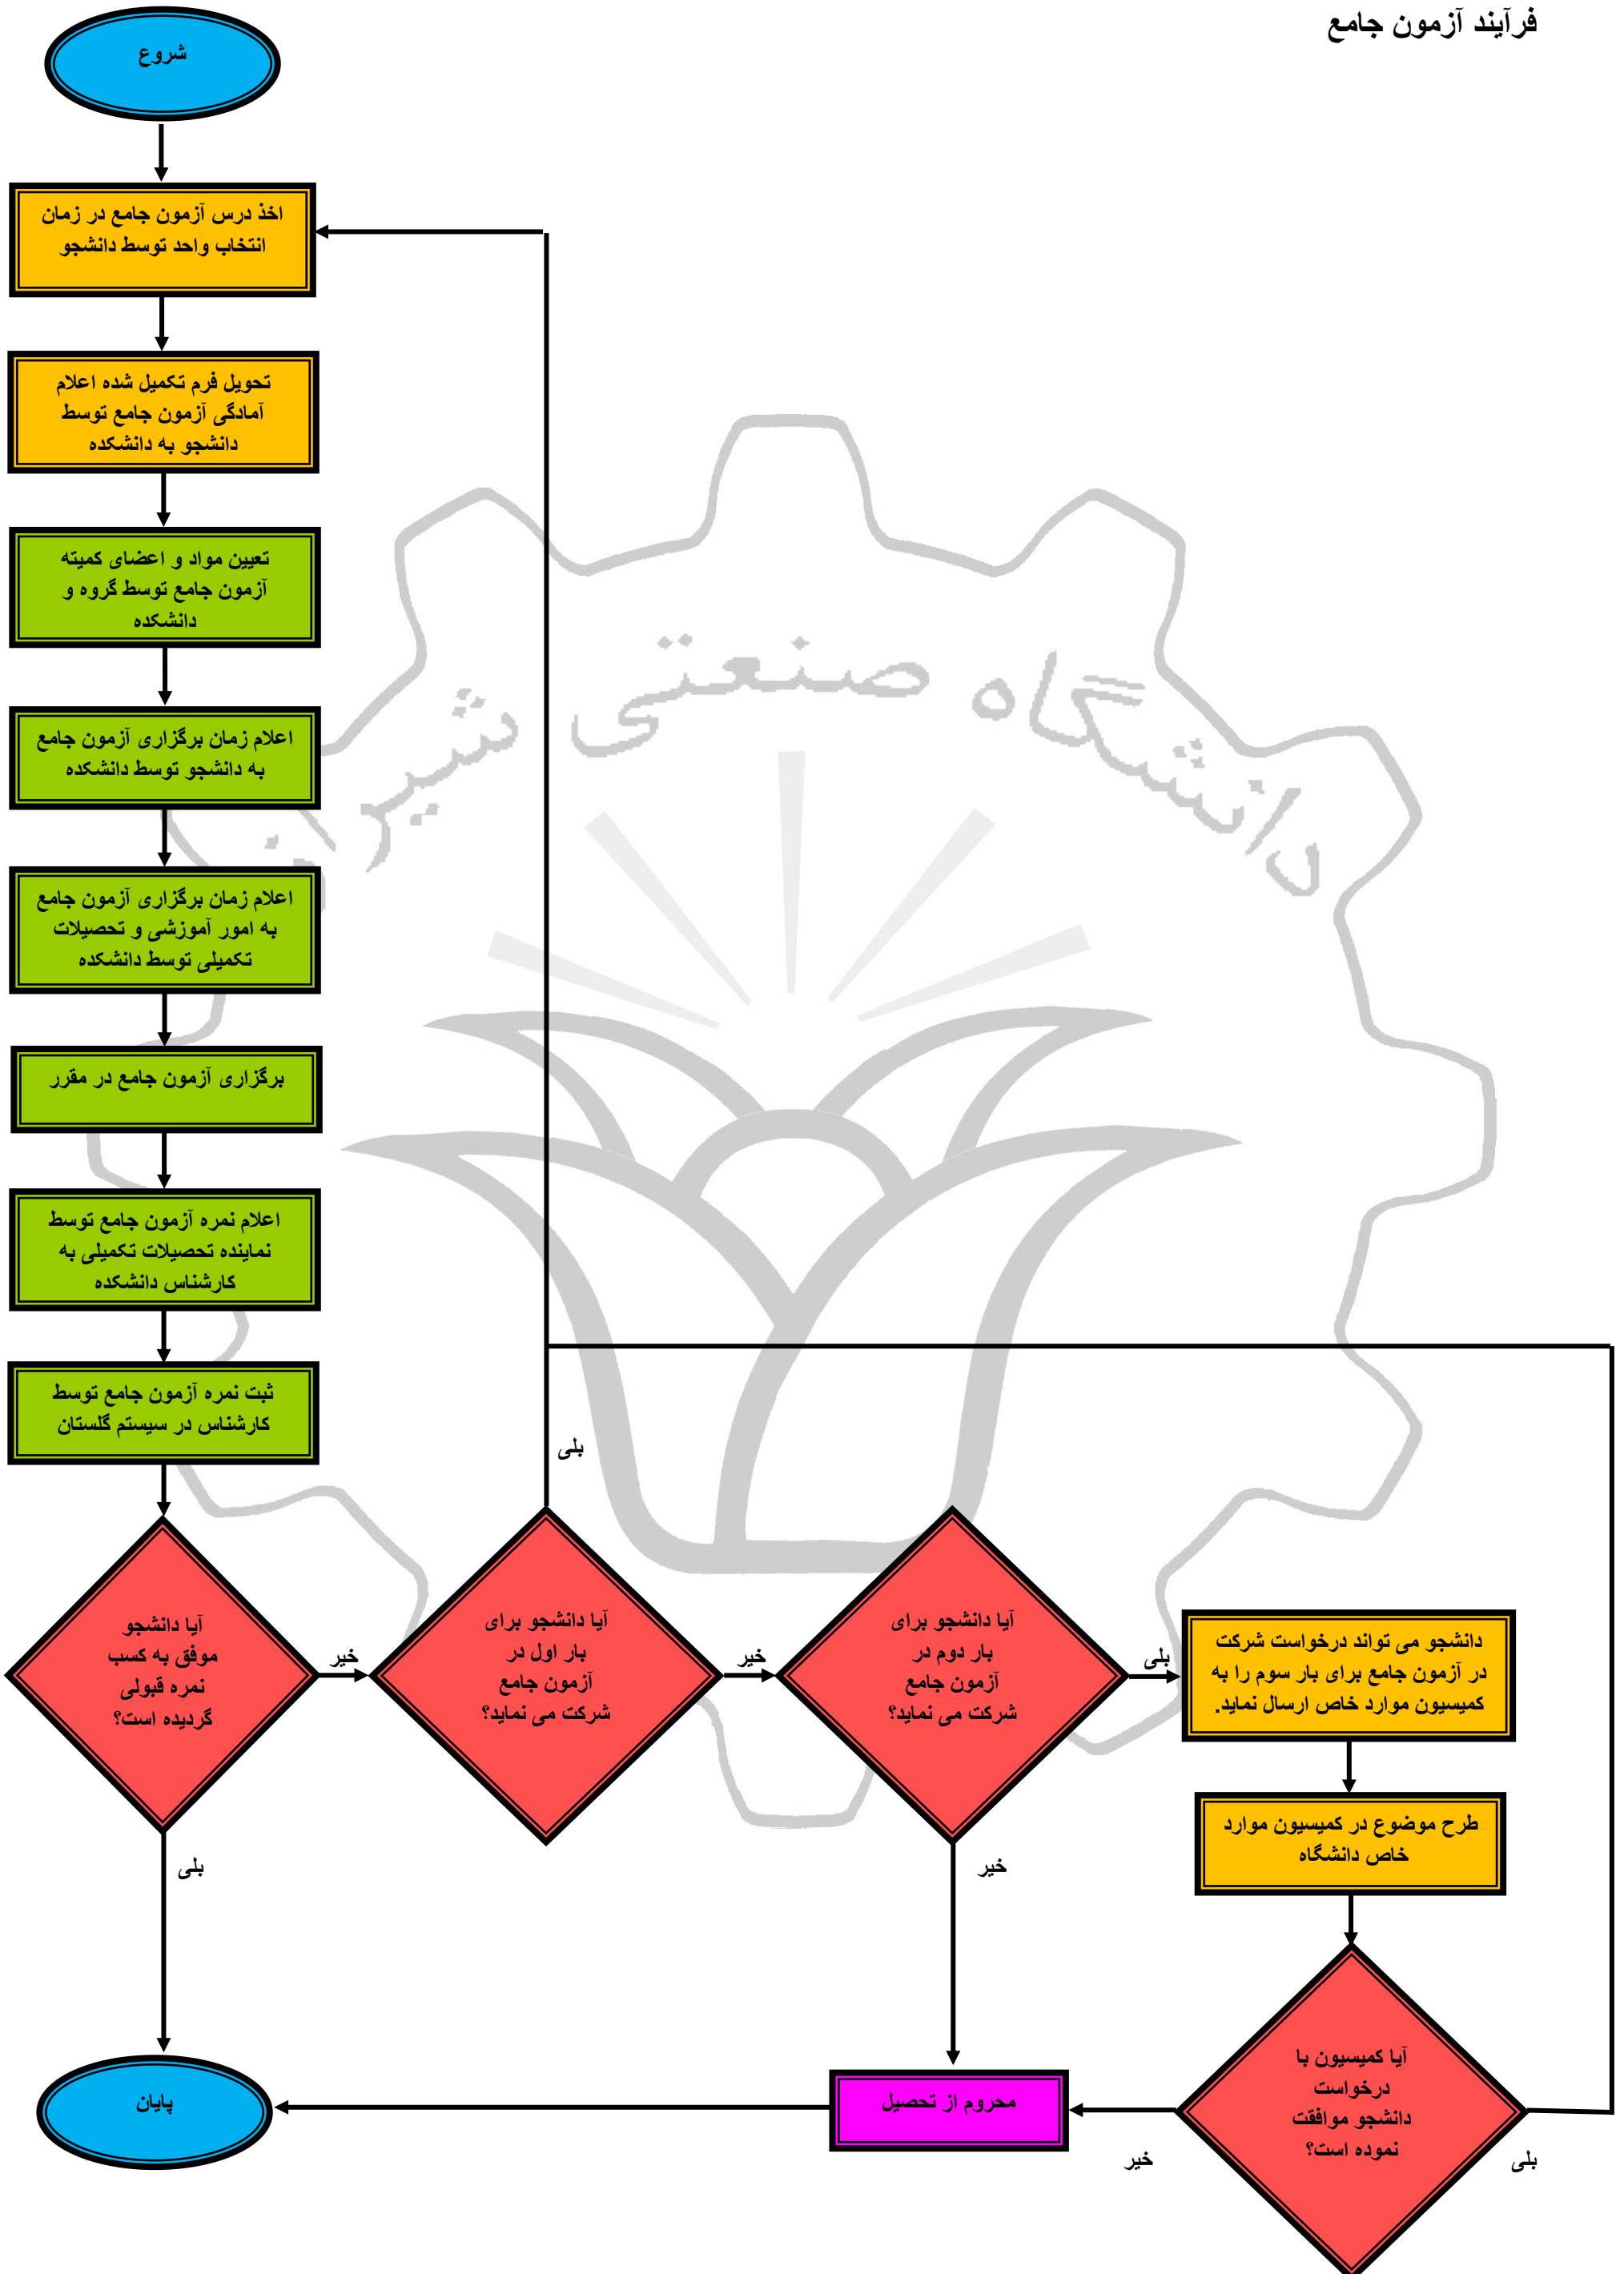 فرآیند آزمون جامع
شروع
اخذ درس آزمون جامع در زمان
انتخاب واحد توسط دانشجو
تحویل فرم تکمیل شده اعلام
آمادگی آزمون جامع توسط
دانشجو به دانشکده
تعیین مواد و اعضای کمیته
آزمون جامع توسط گروه و
دانشکده
اعلام زمان برگزاری آزمون جامع
به دانشجو توسط دانشکده
اعلام زمان برگزاری آزمون جامع
به امور آموزشی و تحصیلات
تکمیلی توسط دانشکده
برگزاری آزمون جامع در مقرر
اعلام نمره آزمون جامع توسط
نماینده تحصیلات تکمیلی به
کارشناس دانشکده
ثبت نمره آزمون جامع توسط
کارشناس در سیستم گلستان
آیا دانشجو
موفق به کسب
نمره قبولی
گردیده است؟
خیر
بلی
آیا دانشجو برای
بار اول در
آزمون جامع
شرکت می نماید؟
بلی
خیر
آیا دانشجو برای
بار دوم در
آزمون جامع
شرکت می نماید؟
بلی
خیر
دانشجو می تواند درخواست شرکت
در آزمون جامع برای بار سوم را به
کمیسیون موارد خاص ارسال نماید.
طرح موضوع در کمیسیون موارد
خاص دانشگاه
آیا کمیسیون با
درخواست
دانشجو موافقت
نموده است؟
خیر
بلی
محروم از تحصیل
پایان
دانشگاه صنعتی شیراز